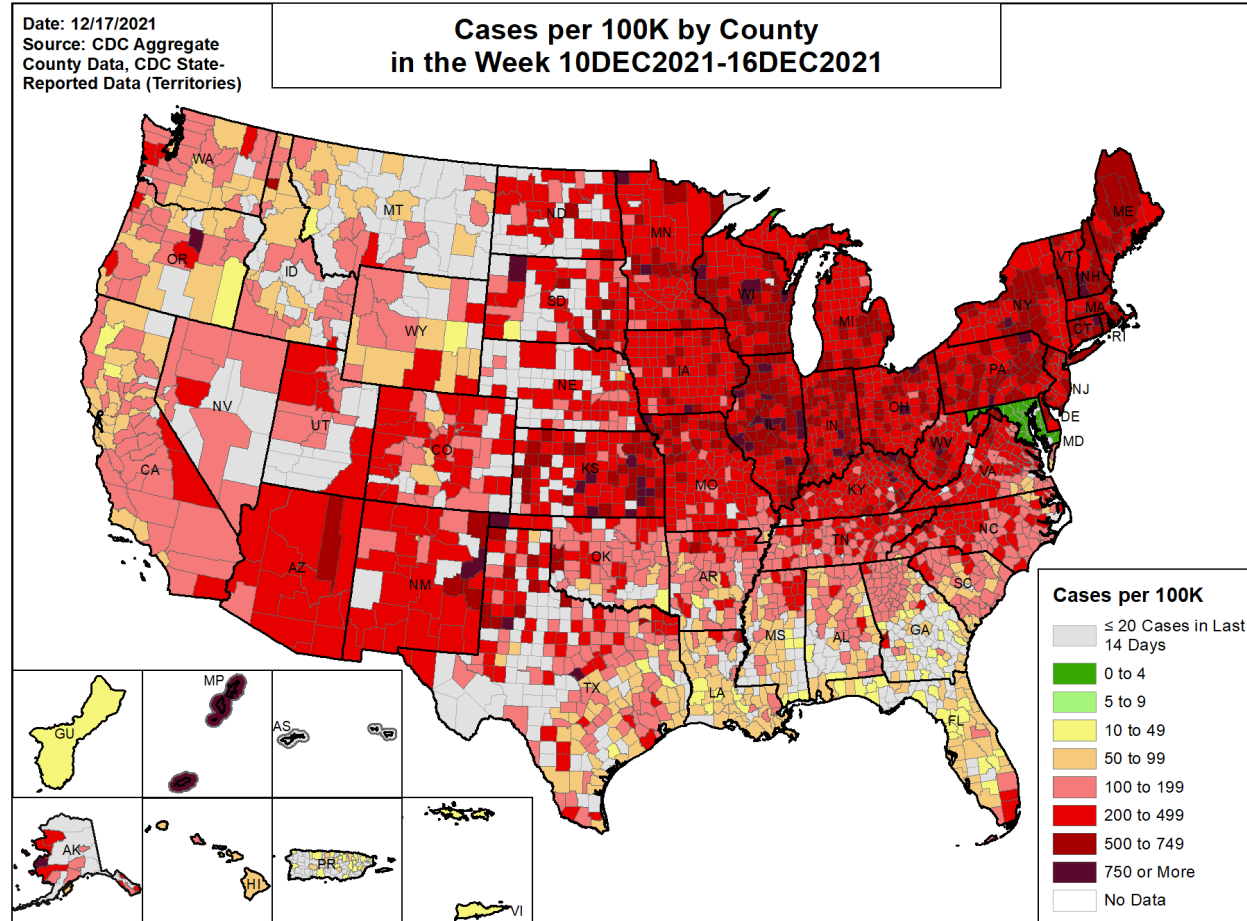 Date: 12/17/2021
Source: CDC Aggregate
County Data, CDC State-
Reported Data (Territories)
Cases per 100K by County
in the Week 10DEC2021-16DEC2021
WA
MT
ND
MN
ME
OR
ID
SD
WI
VT
NH
WY
MI
NY
MA
CT
RI
NV
NE
IA
PA
NJ
UT
CO
IL
IN
OH
DE
MD
CA
KS
MO
WV
VA
KY
AZ
NM
OK
AR
TN
NC
SC
MS
AL
GA
TX
LA
FL
GU
MP
AS
AK
HI
PR
VI
Cases per 100K
≤ 20 Cases in Last
14 Days
0 to 4
5 to 9
10 to 49
50 to 99
100 to 199
200 to 499
500 to 749
750 or More
No Data